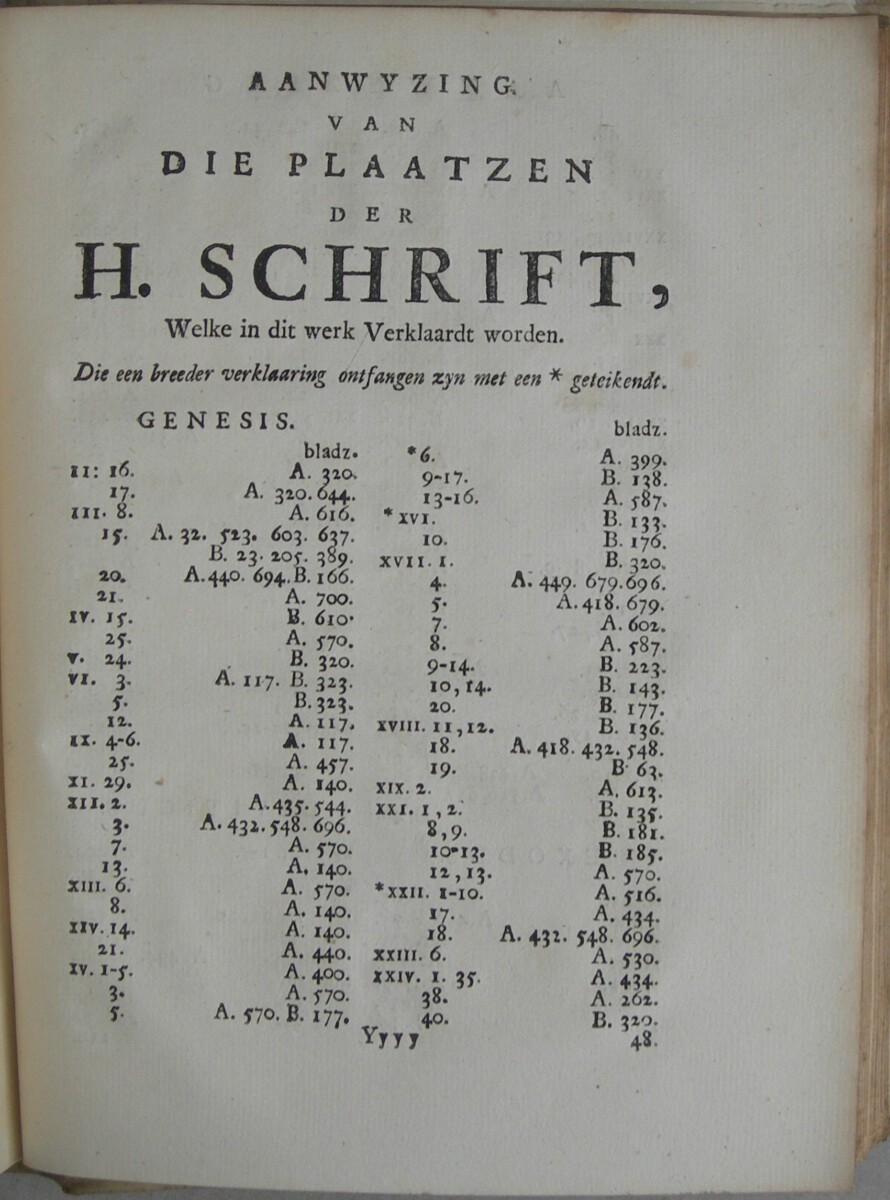 AANWYZING
VAN
DIE PLAATZEN
DER
H. SCHRIFT,
Welke in dit werk Verklaardt worden.
Die een breeder verklaaring ontfangen zyn met een * geteikendt.
GENESIS.
bladz.
II: 16. A. 320.
17. A. 320. 644.
III. 8. A. 616.
15. A. 32. 523. 603. 637.
B. 23. 205. 389.
20. A. 440. 694. B. 166.
21. A. 700.
IV. 15. B. 610.
25. A. 570.
V. 24. B. 320.
VI. 3. A. 117. B. 323.
5. B. 323.
12. A. 117.
IX. 4-6. A. 117.
25. A. 457.
XI. 29. A. 140.
XII. 2. A. 435. 544.
3. A. 432. 548. 696.
7. A. 570.
13. A. 140.
XIII. 6. A. 570.
8. A. 140.
XIV. 14. A. 140.
21. A. 440.
XV. 1-5. A. 400.
3. A. 570.
5. A. 570. B. 177.
bladz.
*6. A. 399.
9-17. B. 138.
13-16. A. 587.
*XVI. B. 133.
10. B. 176.
XVII. 1. B. 320.
4. A. 449. 679. 696.
5. A. 418. 679.
7. A. 602.
8. A. 587.
9-14. B. 223.
10, 14. B. 143.
20. B. 177.
XVIII. 11, 12. B. 136.
18. A. 418. 432. 548.
19. B. 63.
XIX. 2. A. 613.
XXI. 1, 2. B. 135.
8, 9. B. 181.
10-13. B. 185.
12, 13. A. 570.
*XXII. 1-10. A. 516.
17. A. 434.
18. A. 432. 548. 696.
XXIII. 6. A. 530.
XXIV. 1. 35. A. 434.
38. A. 262.
40. B. 320.
Yyyy 48.